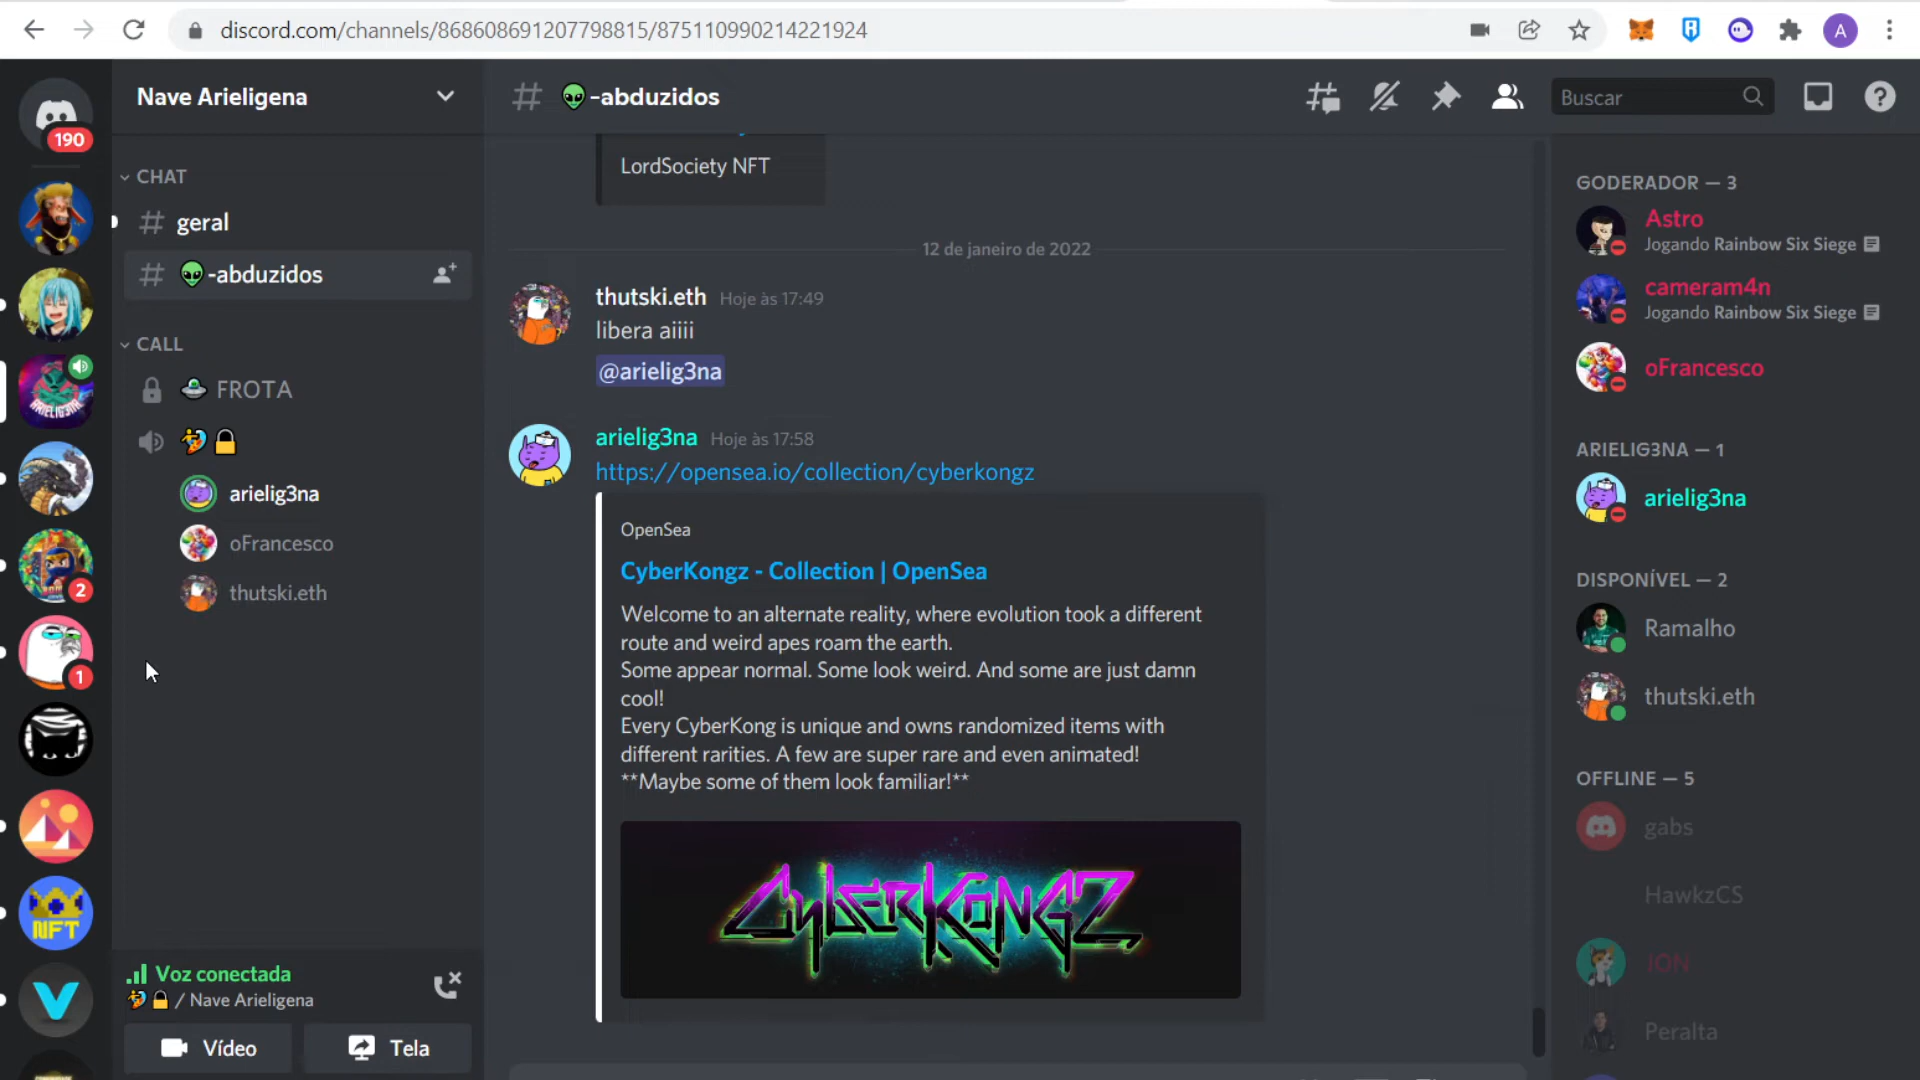 discord.com/channels/868608691207798815/875110990214221924
A
190
Nave Arieligena
CHAT
# geral
# 👽-abduzidos
CALL
FROTA
arielig3na
oFrancesco
thutski.eth
ARIELIG3NA
2
1
NFT
Voz conectada
/ Nave Arieligena
Vídeo
Tela
# 👽-abduzidos
Buscar
LordSociety NFT
12 de janeiro de 2022
thutski.eth Hoje às 17:49
libera aiiii
@arielig3na
arielig3na Hoje às 17:58
https://opensea.io/collection/cyberkongz
OpenSea
CyberKongz - Collection | OpenSea
Welcome to an alternate reality, where evolution took a different
route and weird apes roam the earth.
Some appear normal. Some look weird. And some are just damn
cool!
Every CyberKong is unique and owns randomized items with
different rarities. A few are super rare and even animated!
**Maybe some of them look familiar!**
CYBERKONGZ
GODERADOR — 3
Astro
Jogando Rainbow Six Siege
cameram4n
Jogando Rainbow Six Siege
oFrancesco
ARIELIG3NA — 1
arielig3na
DISPONÍVEL — 2
Ramalho
thutski.eth
OFFLINE — 5
gabs
HawkzCS
ION
Peralta